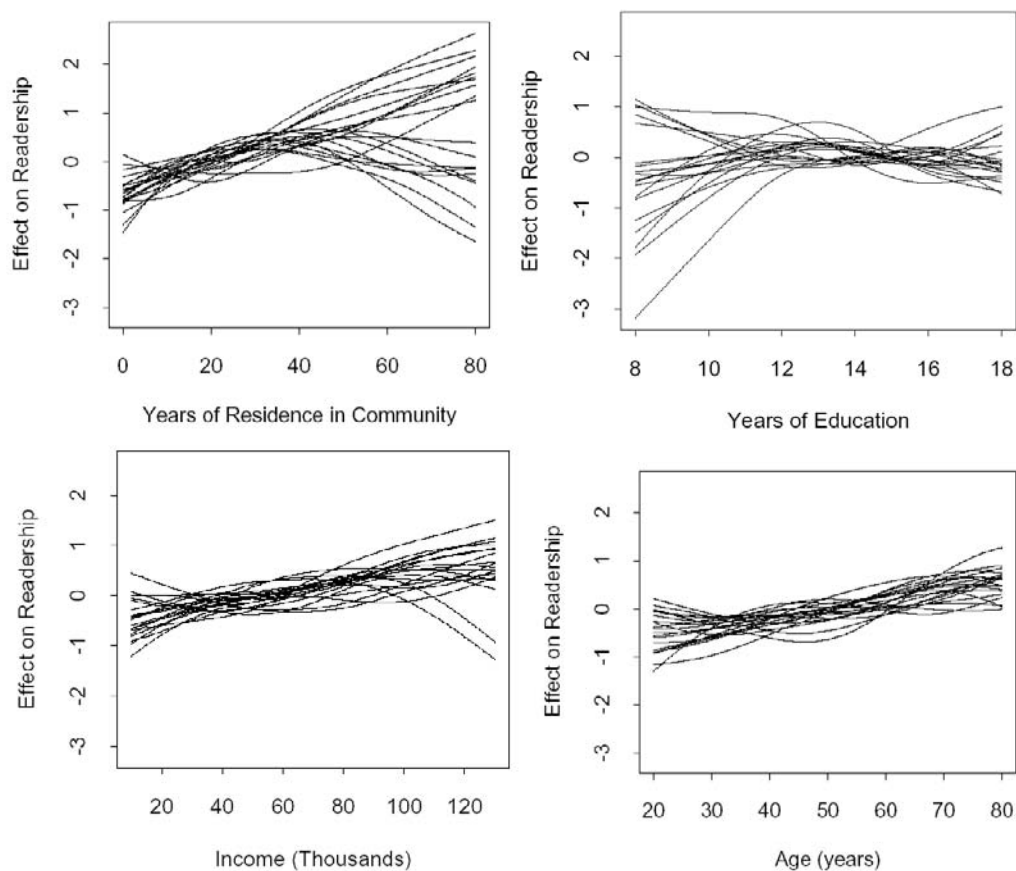 Effect on Readership
2
1
0
-1
-2
-3
0 20 40 60 80
Years of Residence in Community
Effect on Readership
2
1
0
-1
-2
-3
8 10 12 14 16 18
Years of Education
Effect on Readership
2
1
0
-1
-2
-3
20 40 60 80 100 120
Income (Thousands)
Effect on Readership
2
1
0
-1
-2
-3
20 30 40 50 60 70 80
Age (years)